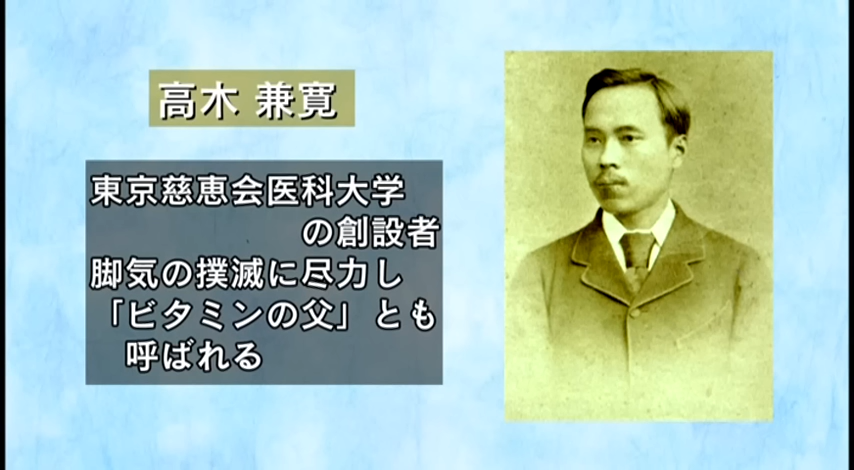 高木 兼寛
東京慈恵会医科大学
の創設者
脚気の撲滅に尽力し
「ビタミンの父」とも
呼ばれる